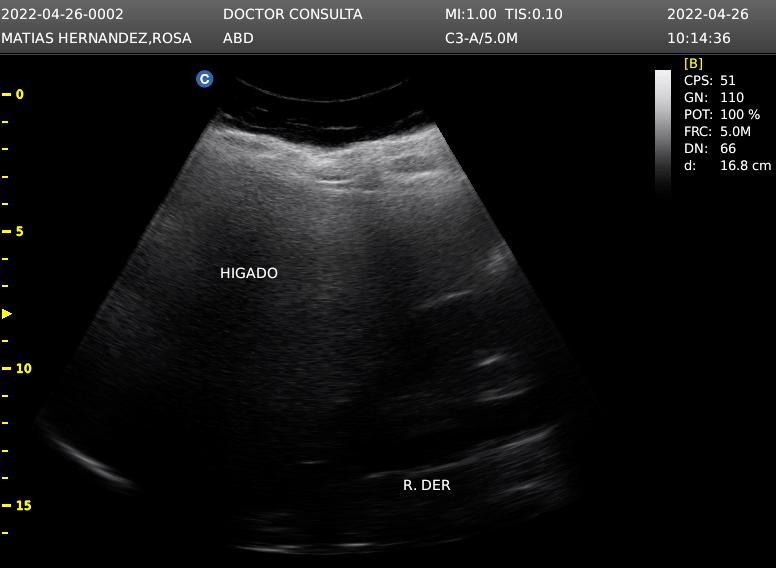 2022-04-26-0002 DOCTOR CONSULTA MI:1.00 TIS:0.10 2022-04-26
MATIAS HERNANDEZ,ROSA ABD C3-A/5.0M 10:14:36
[B]
CPS: 51
GN: 110
POT: 100 %
FRC: 5.0M
DN: 66
d: 16.8 cm
C
0
5
HIGADO
10
R. DER
15